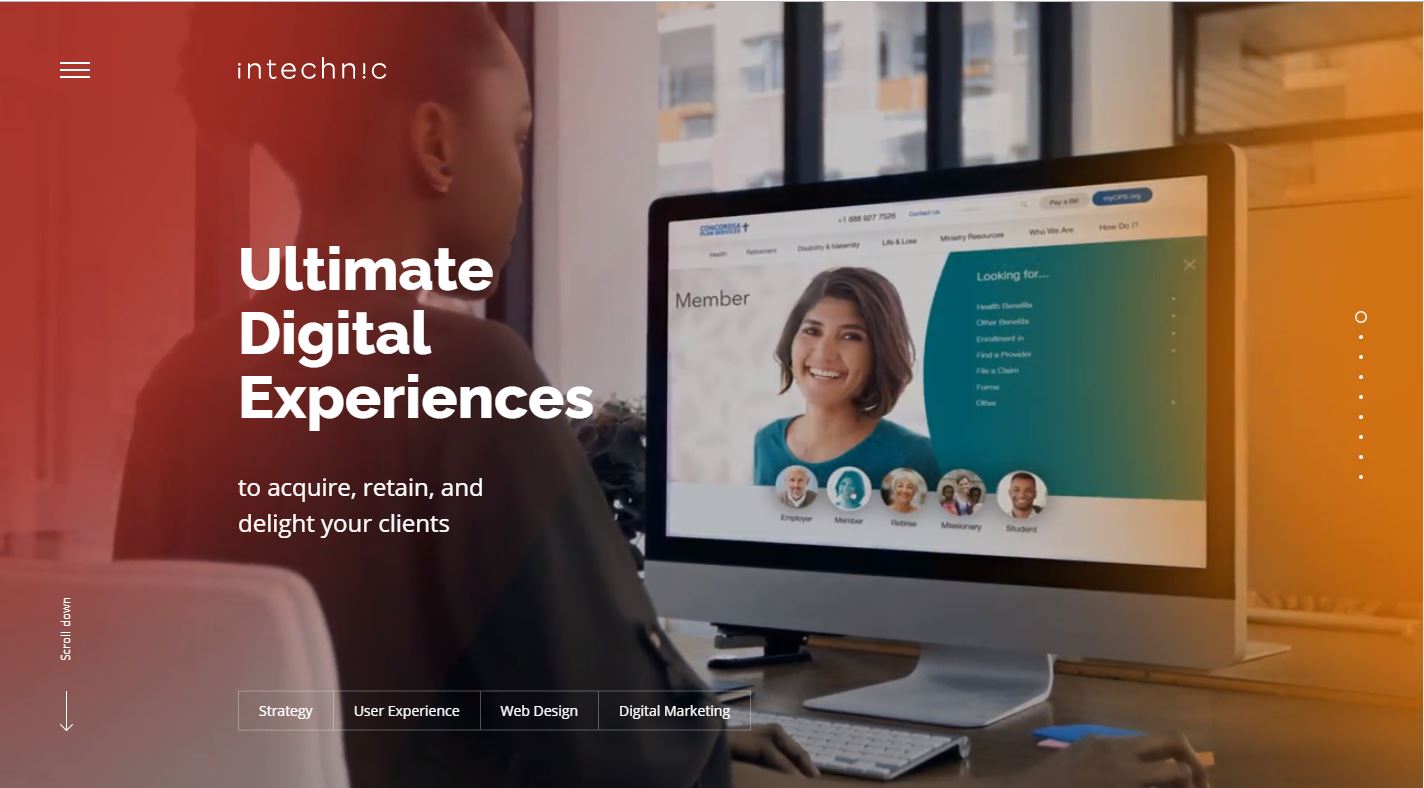 intechn!c
CONCORDIA
PLAN SERVICES
+1 888 927 7526
Contact Us
Pay a Bill
myCPS.org
Health
Retirement
Disability & Maternity
Life & Loss
Ministry Resources
Who We Are
How Do I?
Looking for...
Member
Health Benefits
Other Benefits
Enrollment in
Find a Provider
File a Claim
Forms
Other
Ultimate
Digital
Experiences
to acquire, retain, and
delight your clients
Employer
Member
Retiree
Missionary
Student
Scroll down
Strategy
User Experience
Web Design
Digital Marketing